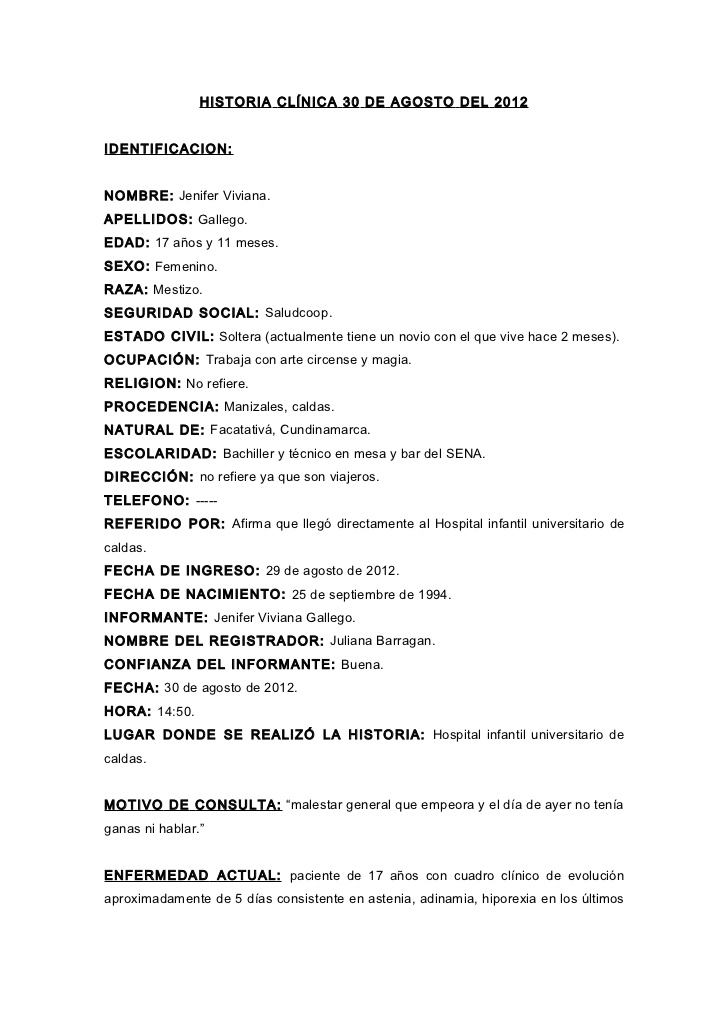 HISTORIA CLÍNICA 30 DE AGOSTO DEL 2012
IDENTIFICACION:
NOMBRE: Jenifer Viviana.
APELLIDOS: Gallego.
EDAD: 17 años y 11 meses.
SEXO: Femenino.
RAZA: Mestizo.
SEGURIDAD SOCIAL: Saludcoop.
ESTADO CIVIL: Soltera (actualmente tiene un novio con el que vive hace 2 meses).
OCUPACIÓN: Trabaja con arte circense y magia.
RELIGION: No refiere.
PROCEDENCIA: Manizales, caldas.
NATURAL DE: Facatativá, Cundinamarca.
ESCOLARIDAD: Bachiller y técnico en mesa y bar del SENA.
DIRECCIÓN: no refiere ya que son viajeros.
TELEFONO: -----
REFERIDO POR: Afirma que llegó directamente al Hospital infantil universitario de
caldas.
FECHA DE INGRESO: 29 de agosto de 2012.
FECHA DE NACIMIENTO: 25 de septiembre de 1994.
INFORMANTE: Jenifer Viviana Gallego.
NOMBRE DEL REGISTRADOR: Juliana Barragan.
CONFIANZA DEL INFORMANTE: Buena.
FECHA: 30 de agosto de 2012.
HORA: 14:50.
LUGAR DONDE SE REALIZÓ LA HISTORIA: Hospital infantil universitario de
caldas.
MOTIVO DE CONSULTA: “malestar general que empeora y el día de ayer no tenía
ganas ni hablar.”
ENFERMEDAD ACTUAL: paciente de 17 años con cuadro clínico de evolución
aproximadamente de 5 días consistente en astenia, adinamia, hiporexia en los últimos